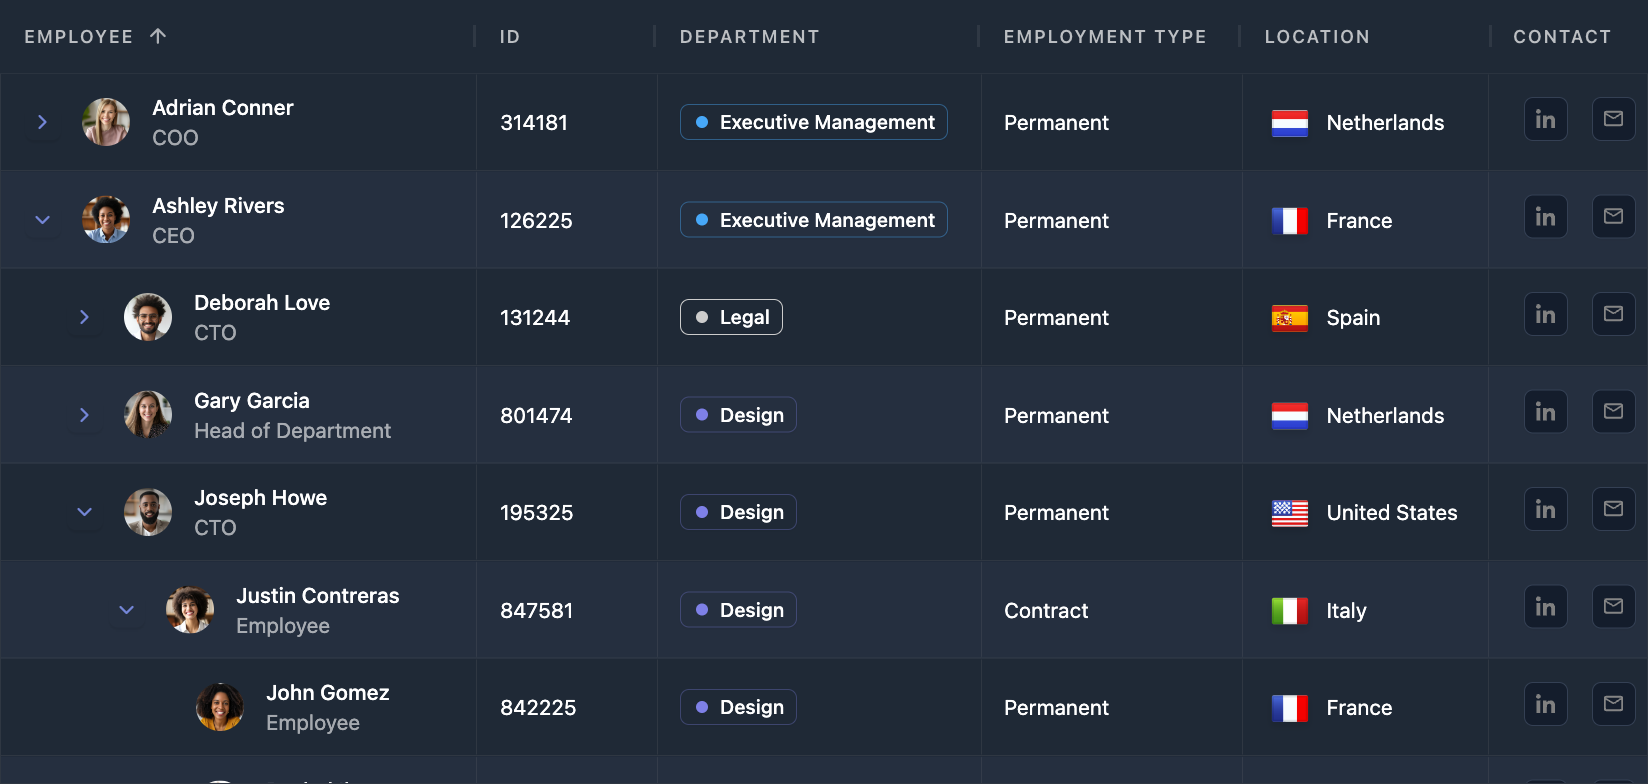 EMPLOYEE ID DEPARTMENT EMPLOYMENT TYPE LOCATION CONTACT
Adrian Conner
COO
314181 Executive Management Permanent Netherlands in
Ashley Rivers
CEO
126225 Executive Management Permanent France in
Deborah Love
CTO
131244 Legal Permanent Spain in
Gary Garcia
Head of Department
801474 Design Permanent Netherlands in
Joseph Howe
CTO
195325 Design Permanent United States in
Justin Contreras
Employee
847581 Design Contract Italy in
John Gomez
Employee
842225 Design Permanent France in